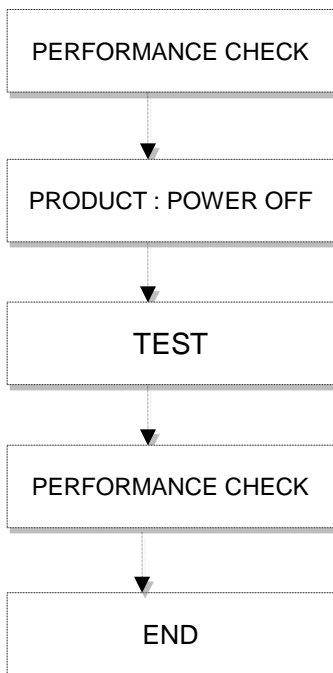 PERFORMANCE CHECK
PRODUCT : POWER OFF
TEST
PERFORMANCE CHECK
END